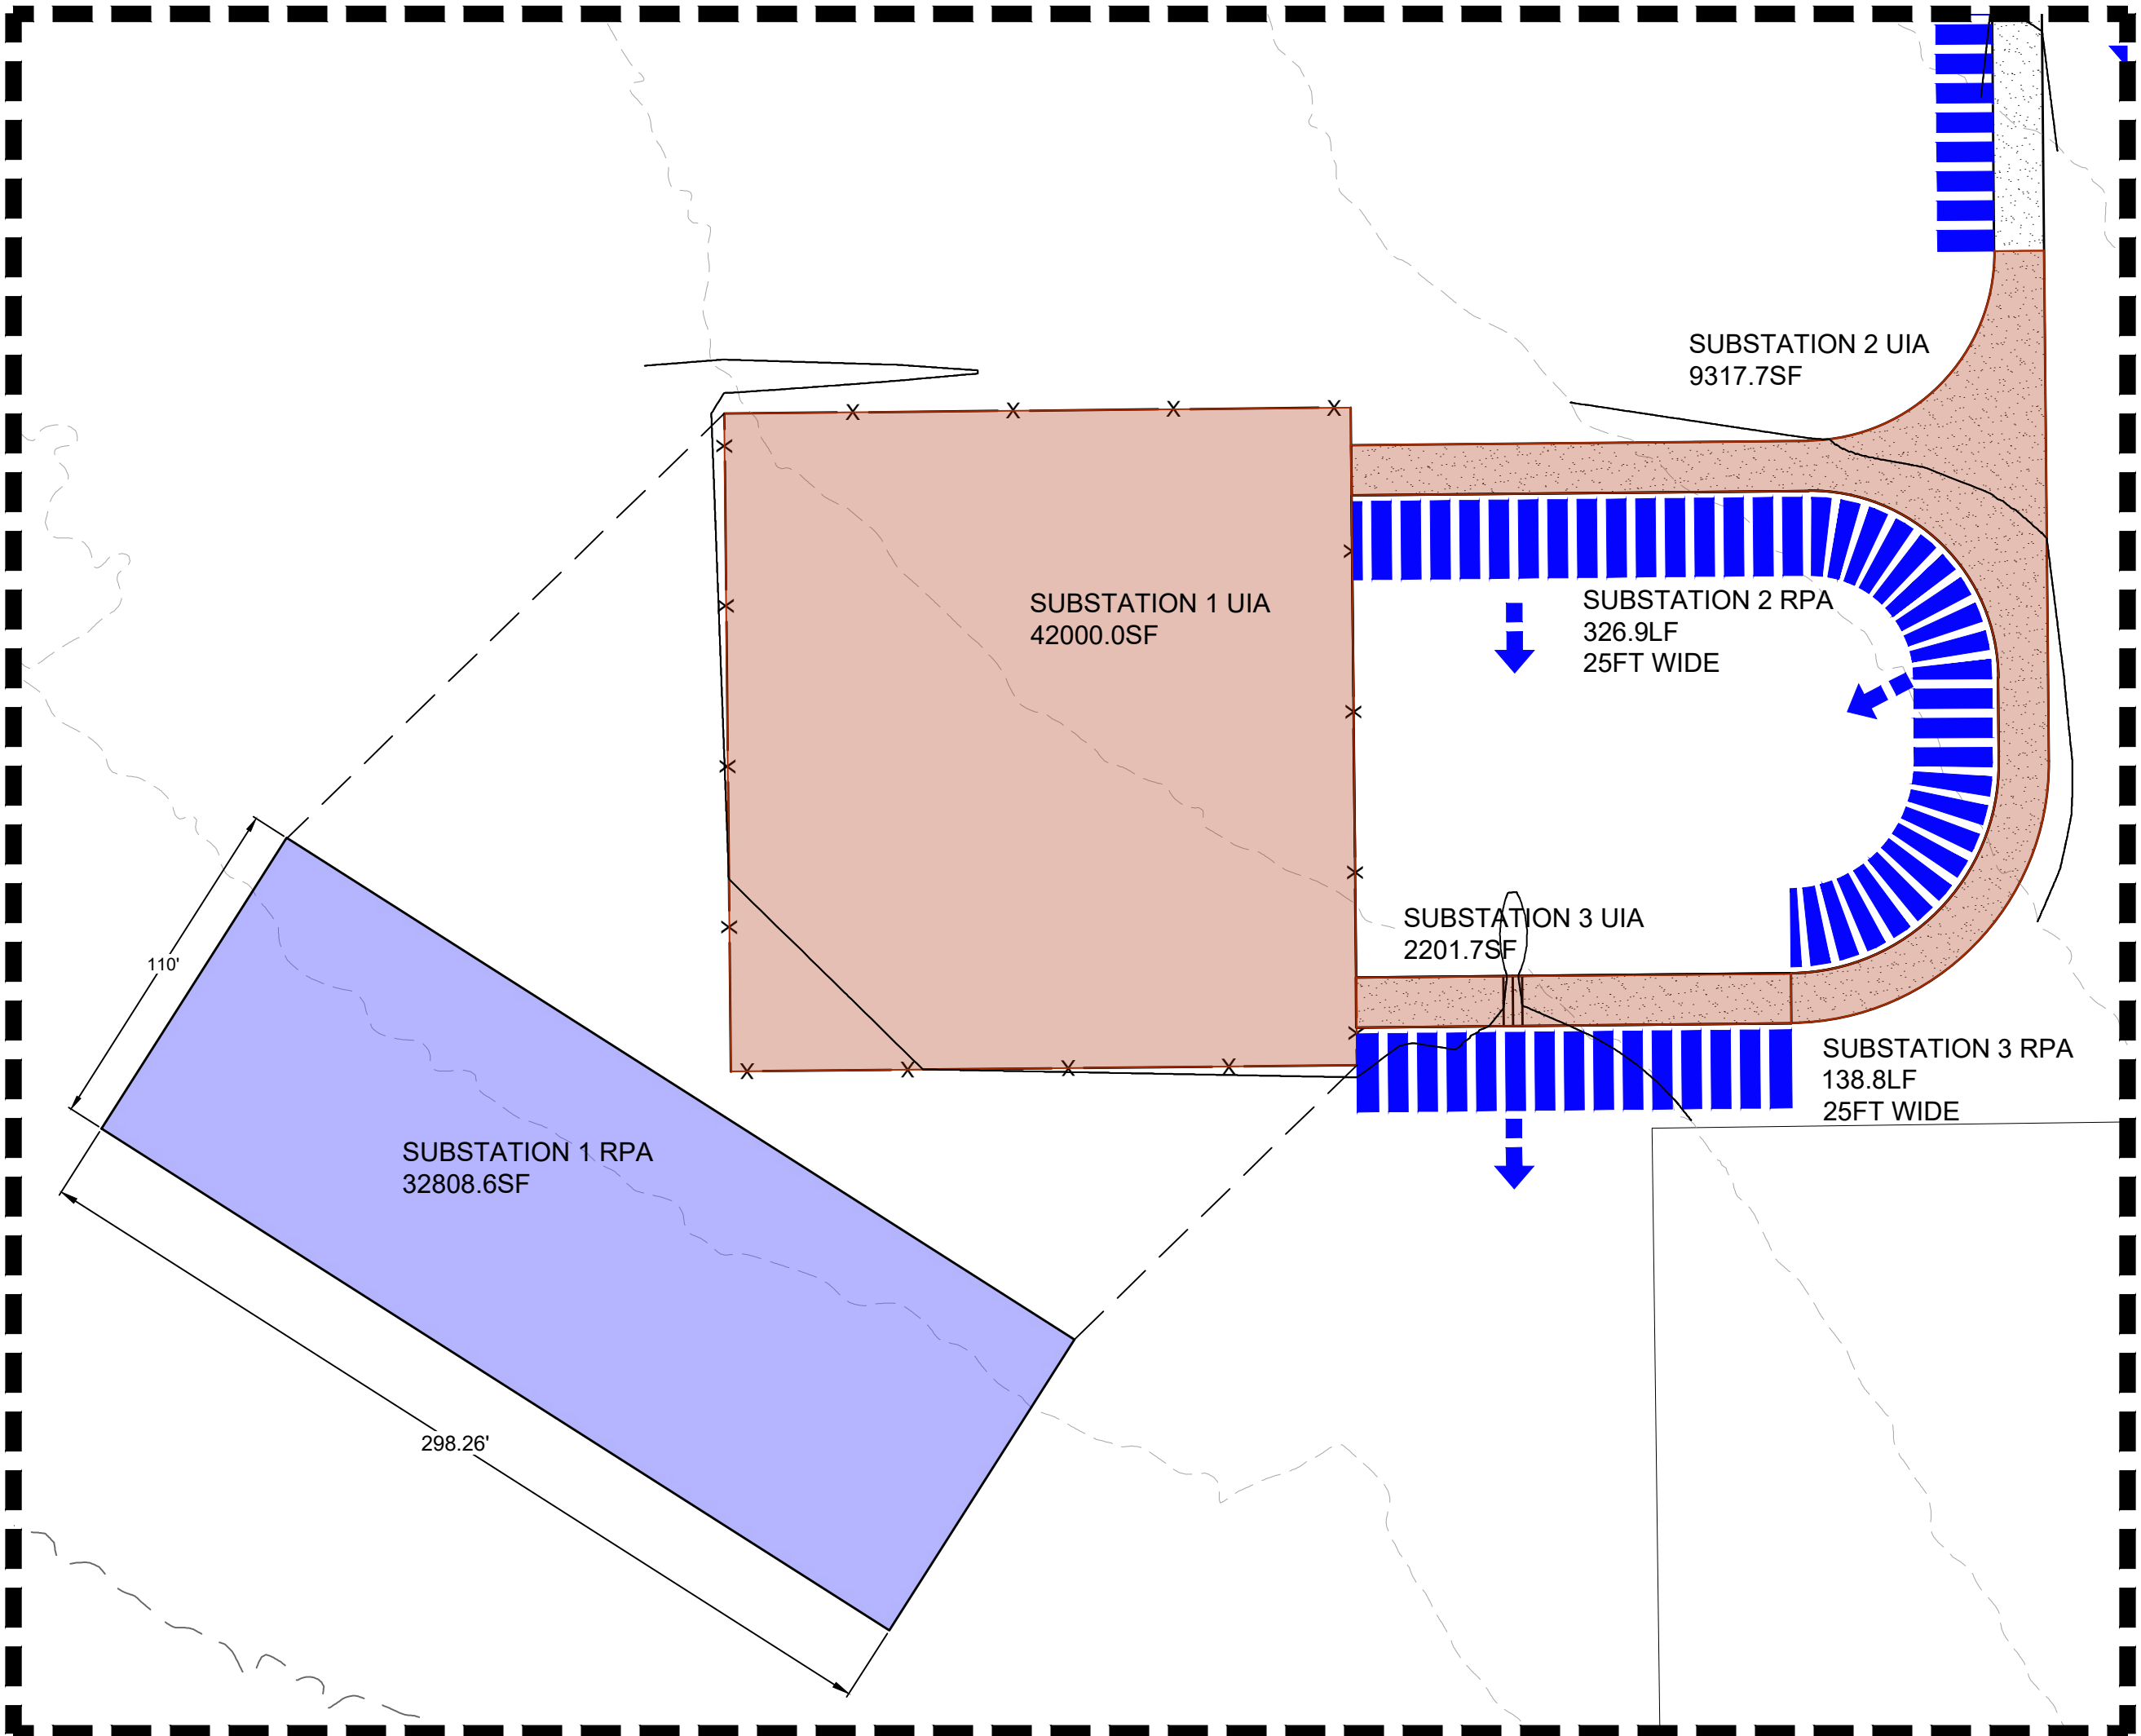 SUBSTATION 2 UIA
9317.7SF
SUBSTATION 1 UIA
42000.0SF
SUBSTATION 2 RPA
326.9LF
25FT WIDE
SUBSTATION 3 UIA
2201.7SF
110'
SUBSTATION 3 RPA
138.8LF
25FT WIDE
SUBSTATION 1 RPA
32808.6SF
298.26'